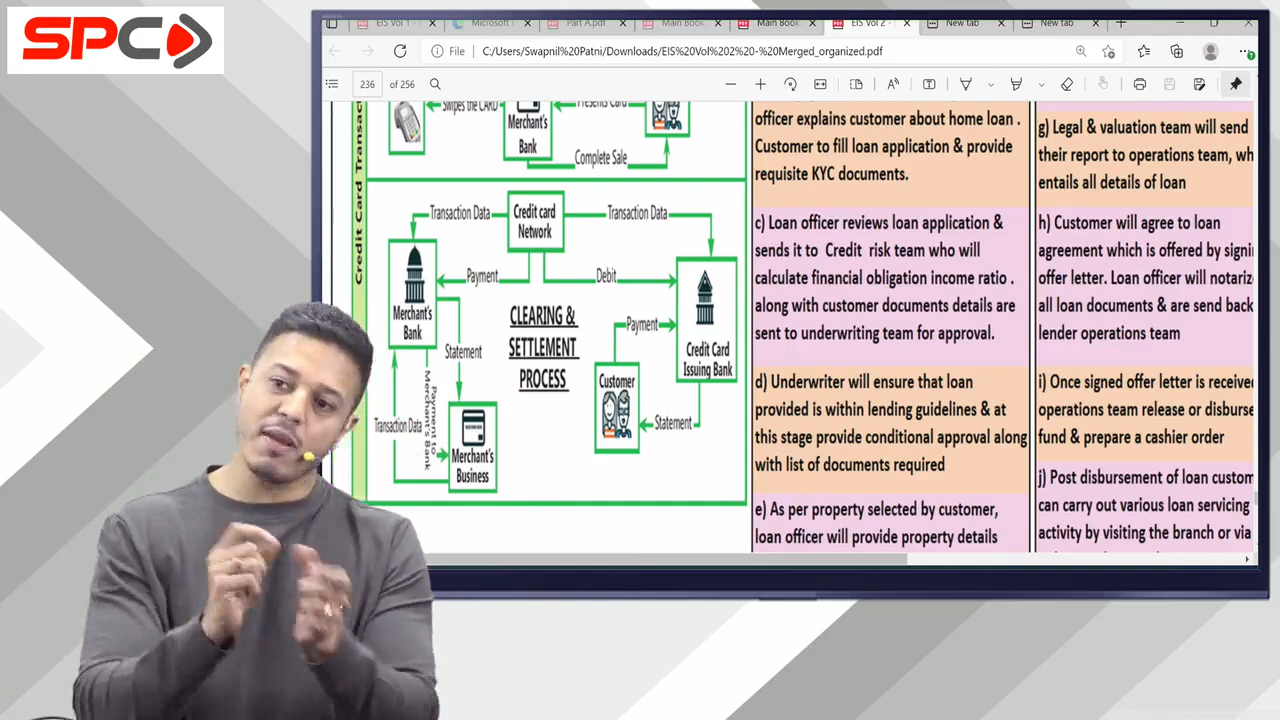 SPC
EIS Vol 1 -
Microsoft
Part A.pdf
Main Book
Main Book
EIS Vol 2 -
New tab
New tab
File
C:/Users/Swapnil%20Patni/Downloads/EIS%20Vol%202%20-%20Merged_organized.pdf
236 of 256
Credit Card Transac
Swipes the CARD
Presents Card
Merchant's
Bank
Complete Sale
Transaction Data
Credit card
Network
Transaction Data
Payment
Debit
Merchant's
Bank
CLEARING &
SETTLEMENT
PROCESS
Payment
Credit Card
Issuing Bank
Statement
Customer
Payment to
Merchant's Bank
Transaction Data
Statement
Merchant's
Business
officer explains customer about home loan .
Customer to fill loan application & provide
requisite KYC documents.
c) Loan officer reviews loan application &
sends it to Credit risk team who will
calculate financial obligation income ratio .
along with customer documents details are
sent to underwriting team for approval.
d) Underwriter will ensure that loan
provided is within lending guidelines & at
this stage provide conditional approval along
with list of documents required
e) As per property selected by customer,
loan officer will provide property details
g) Legal & valuation team will send
their report to operations team, wh
entails all details of loan
h) Customer will agree to loan
agreement which is offered by signi
offer letter. Loan officer will notariz
all loan documents & are send back
lender operations team
i) Once signed offer letter is receive
operations team release or disburse
fund & prepare a cashier order
j) Post disbursement of loan custom
can carry out various loan servicing
activity by visiting the branch or via